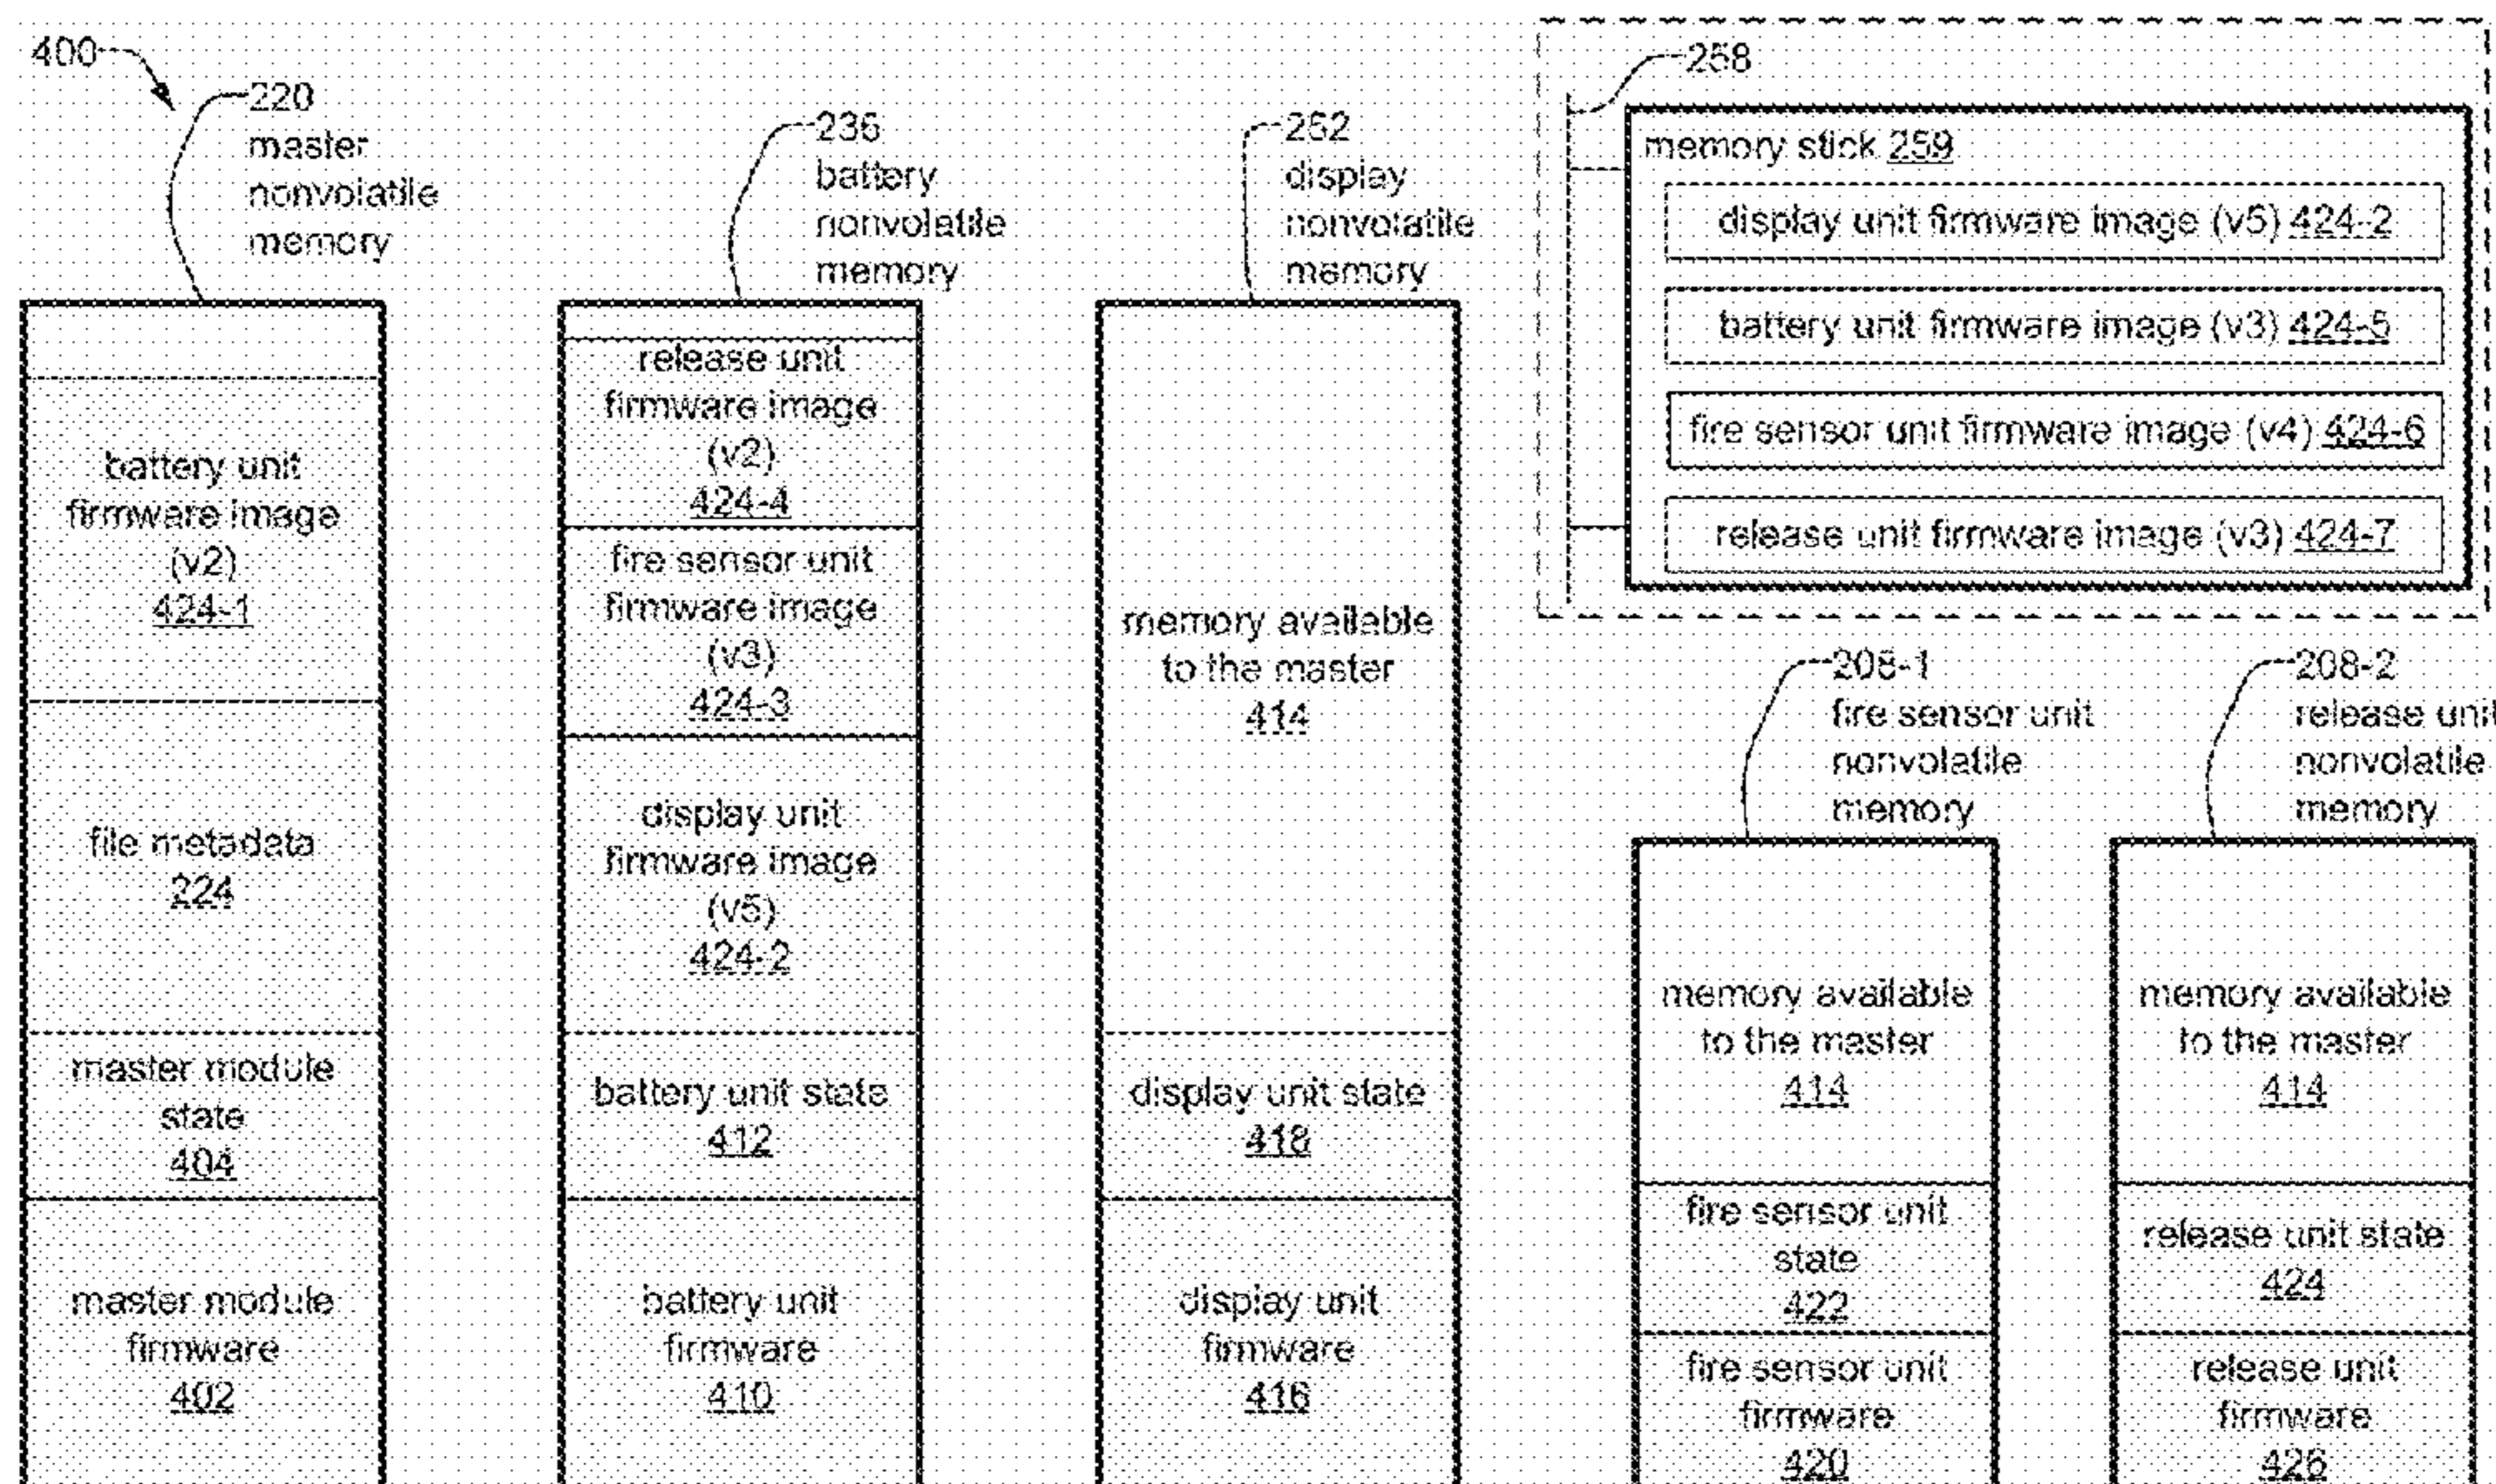 400
220
master
nonvolatile
memory
236
battery
nonvolatile
memory
252
display
nonvolatile
memory
258
memory stick 259
display unit firmware image (v5) 424-2
battery unit firmware image (v3) 424-5
fire sensor unit firmware image (v4) 424-6
release unit firmware image (v3) 424-7
battery unit
firmware image
(v2)
424-1
file metadata
224
master module
state
404
master module
firmware
402
release unit
firmware image
(v2)
424-4
fire sensor unit
firmware image
(v3)
424-3
display unit
firmware image
(v5)
424-2
battery unit state
412
battery unit
firmware
410
memory available
to the master
414
display unit state
418
display unit
firmware
416
208-1
fire sensor unit
nonvolatile
memory
memory available
to the master
414
fire sensor unit
state
422
fire sensor unit
firmware
420
208-2
release unit
nonvolatile
memory
memory available
to the master
414
release unit state
424
release unit
firmware
426